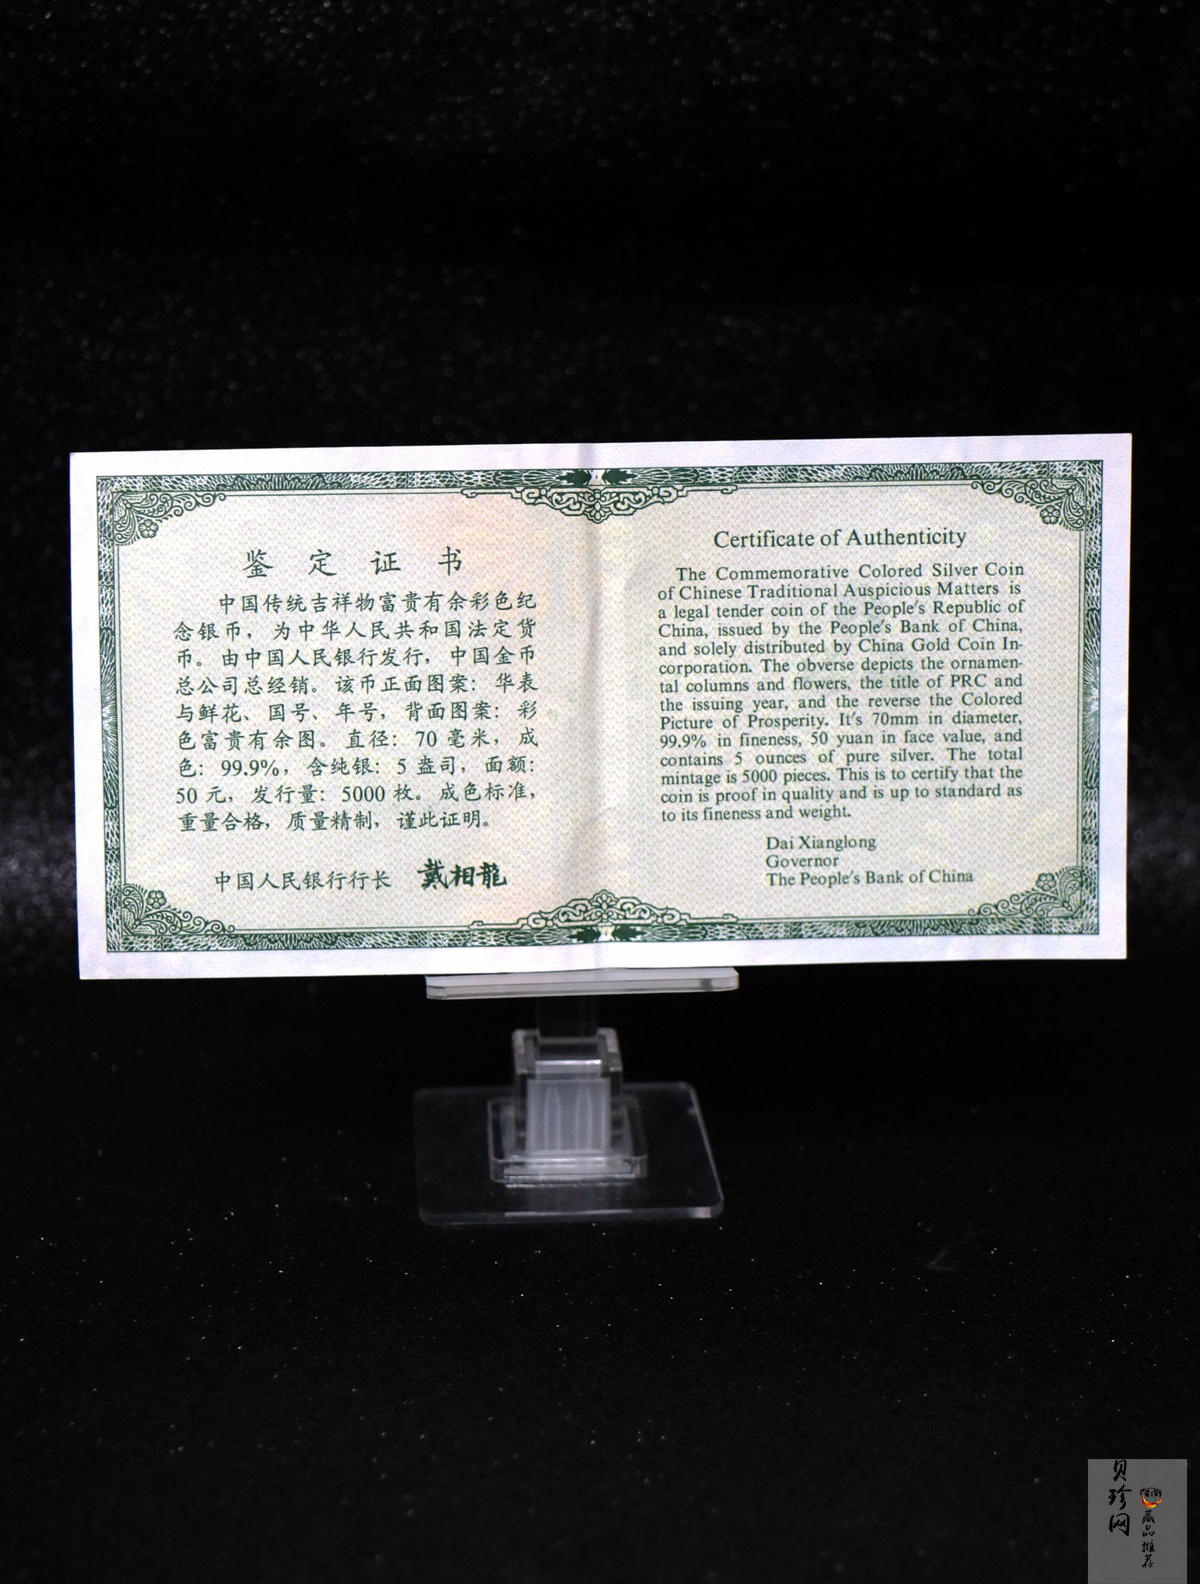 鉴定证书
中国传统吉祥物富贵有余彩色纪
念银币，为中华人民共和国法定货
币。由中国人民银行发行，中国金币
总公司总经销。该币正面图案：华表
与鲜花、国号、年号，背面图案：彩
色富贵有余图。直径：70毫米，成
色：99.9%，含纯银：5盎司，面额：
50元，发行量：5000枚。成色标准，
重量合格，质量精制，谨此证明。
中国人民银行行长 戴相龍
Certificate of Authenticity
The Commemorative Colored Silver Coin
of Chinese Traditional Auspicious Matters is
a legal tender coin of the People's Republic of
China, issued by the People's Bank of China,
and solely distributed by China Gold Coin In-
corporation. The obverse depicts the ornamen-
tal columns and flowers, the title of PRC and
the issuing year, and the reverse the Colored
Picture of Prosperity. It's 70mm in diameter,
99.9% in fineness, 50 yuan in face value, and
contains 5 ounces of pure silver. The total
mintage is 5000 pieces. This is to certify that the
coin is proof in quality and is up to standard as
to its fineness and weight.
Dai Xianglong
Governor
The People's Bank of China
贝珍网
藏品推荐